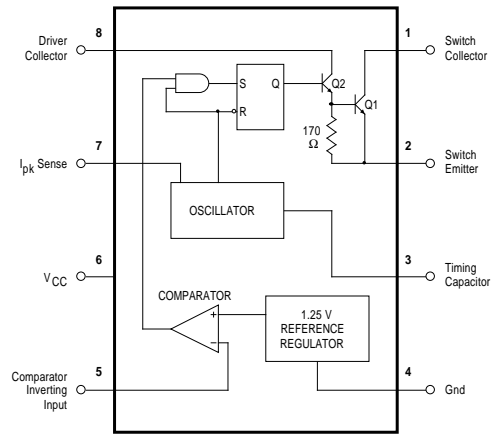 8
Driver
Collector
1
Switch
Collector
S
Q
R
Q2
Q1
170
Ω
7
Ipk Sense
2
Switch
Emitter
OSCILLATOR
6
VCC
3
Timing
Capacitor
COMPARATOR
+
–
1.25 V
REFERENCE
REGULATOR
5
Comparator
Inverting
Input
4
Gnd